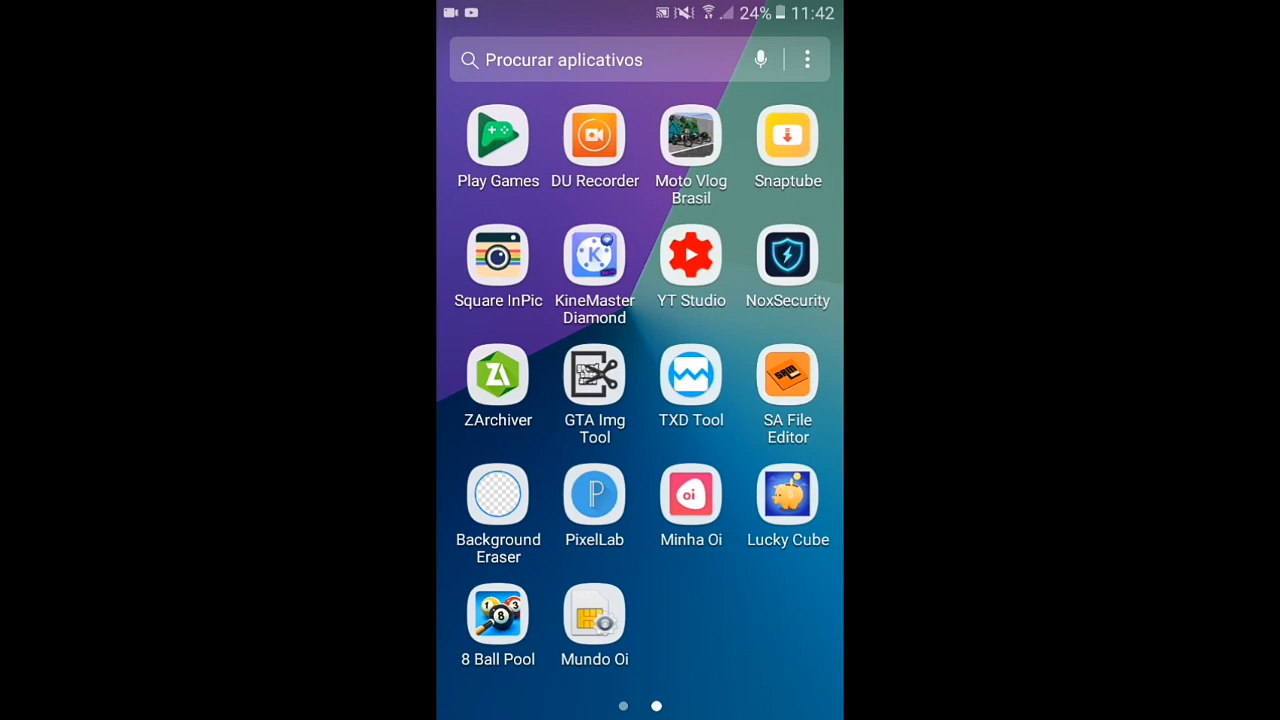 24% 11:42
Procurar aplicativos
Play Games
DU Recorder
Moto Vlog
Brasil
Snaptube
Square InPic
KineMaster
Diamond
YT Studio
NoxSecurity
ZArchiver
GTA Img
Tool
TXD Tool
SA File
Editor
Background
Eraser
PixelLab
Minha Oi
Lucky Cube
8 Ball Pool
Mundo Oi